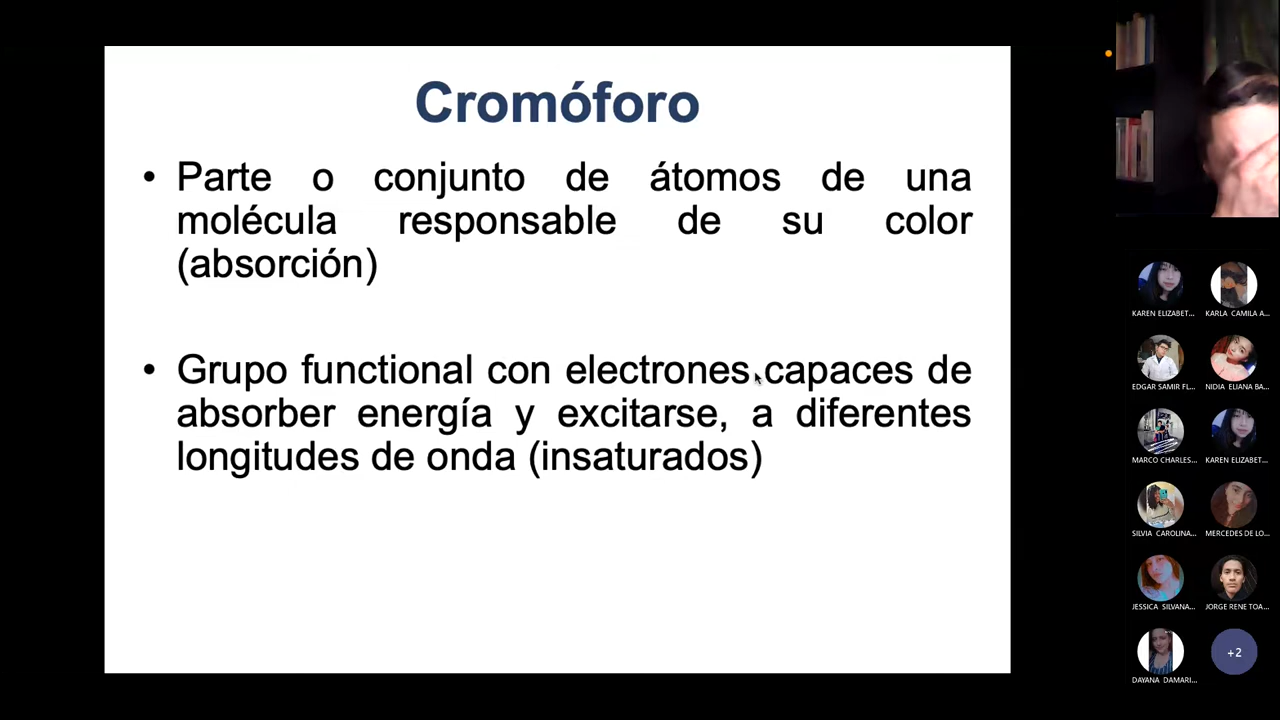 Cromóforo
• Parte o conjunto de átomos de una
molécula responsable de su color
(absorción)
• Grupo functional con electrones capaces de
absorber energía y excitarse, a diferentes
longitudes de onda (insaturados)
KAREN ELIZABET...
KARLA CAMILA A...
EDGAR SAMIR FL...
NIDIA ELIANA BA...
MARCO CHARLES...
KAREN ELIZABET...
SILVIA CAROLINA...
MERCEDES DE LO...
JESSICA SILVANA...
JORGE RENE TOA...
DAYANA DAMARI...
+2